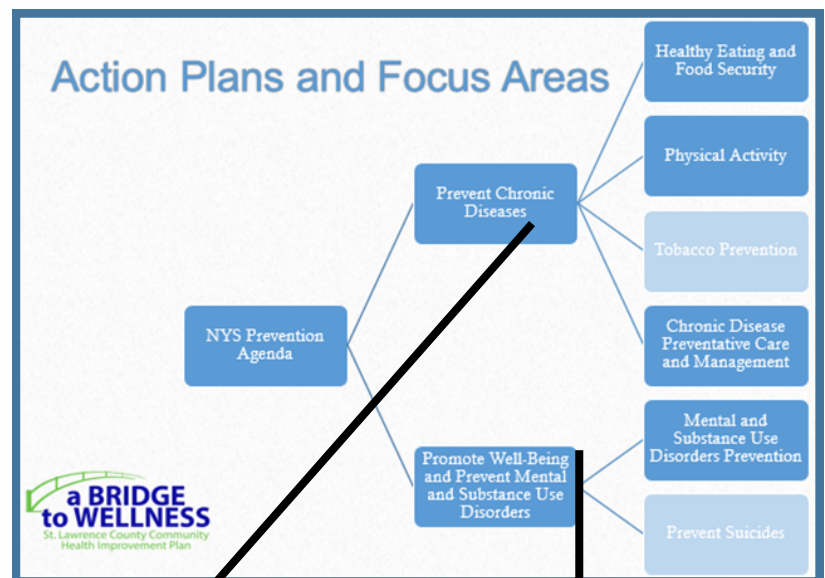 Action Plans and Focus Areas
Healthy Eating and
Food Security
Physical Activity
Prevent Chronic
Diseases
Tobacco Prevention
NYS Prevention
Agenda
Chronic Disease
Preventative Care
and Management
Mental and
Substance Use
Disorders Prevention
Promote Well-Being
and Prevent Mental
and Substance Use
Disorders
Prevent Suicides
a BRIDGE
to WELLNESS
St. Lawrence County Community
Health Improvement Plan